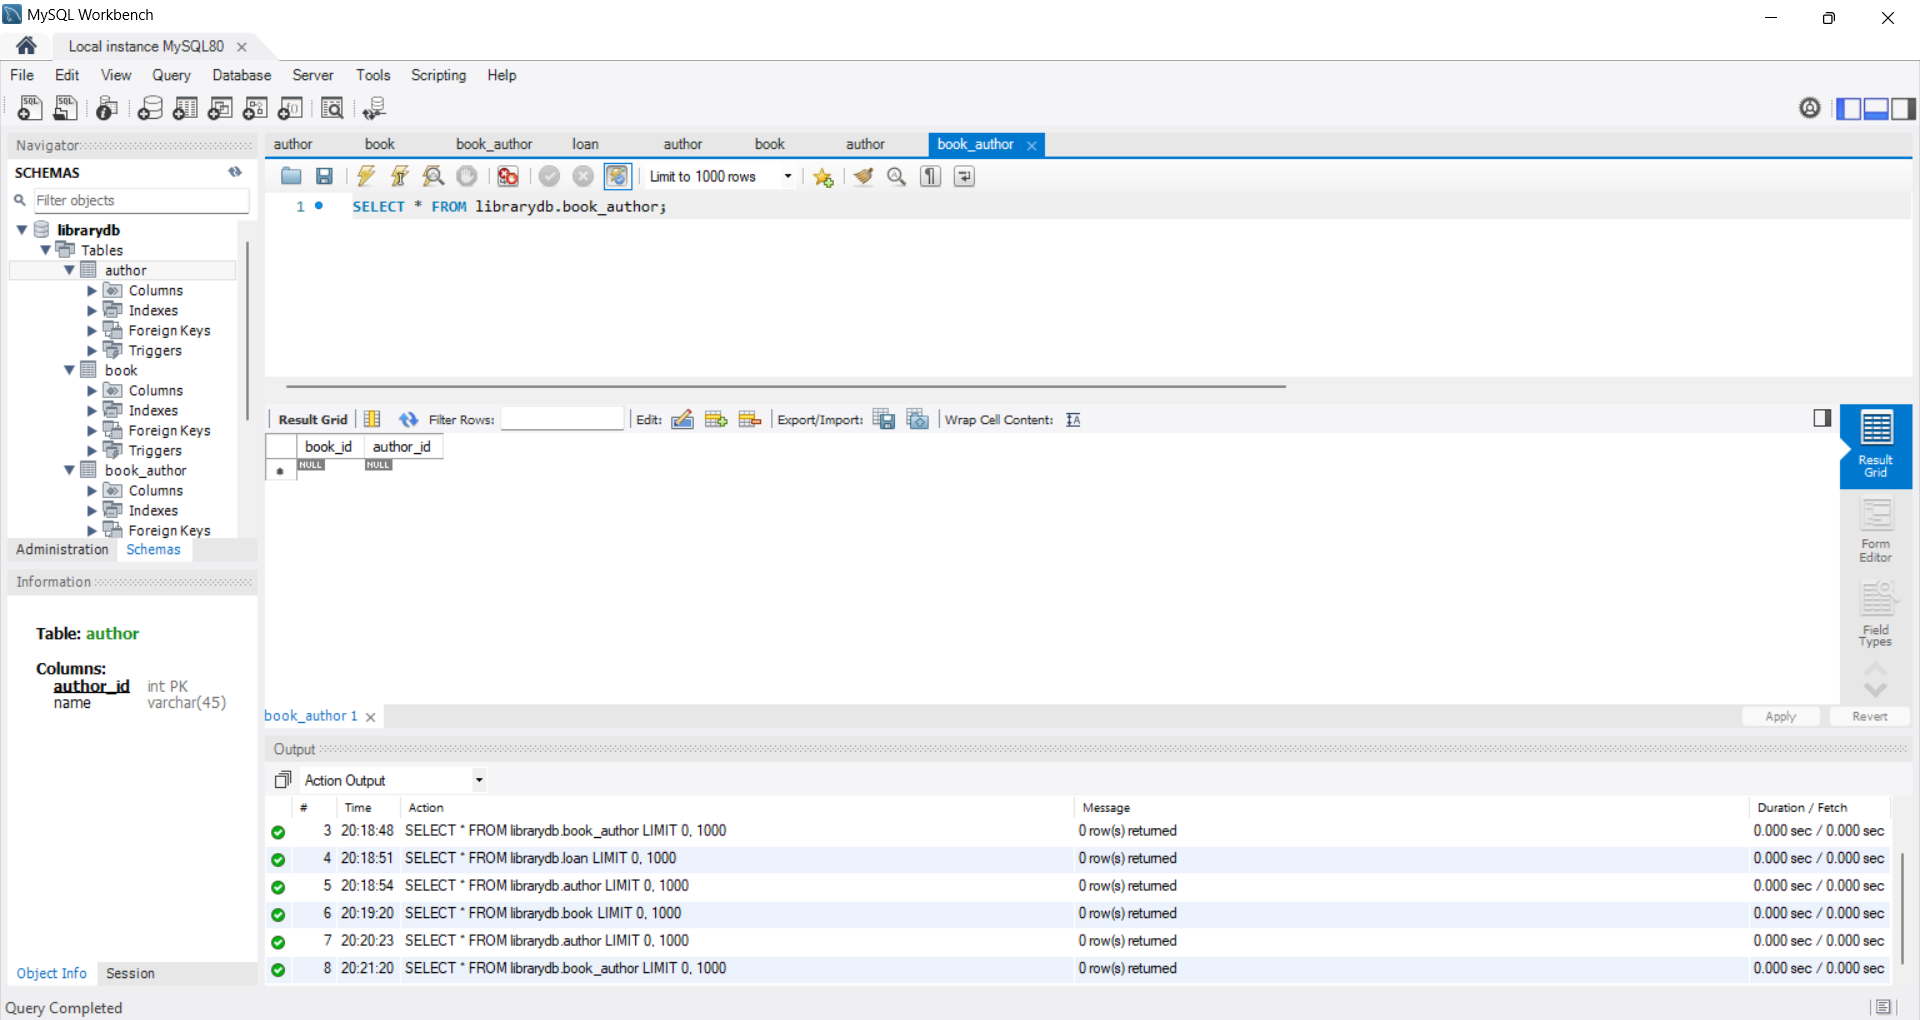 MySQL Workbench
Local instance MySQL80
File Edit View Query Database Server Tools Scripting Help
Navigator
SCHEMAS
Filter objects
librarydb
Tables
author
Columns
Indexes
Foreign Keys
Triggers
book
Columns
Indexes
Foreign Keys
Triggers
book_author
Columns
Indexes
Foreign Keys
Administration Schemas
Information
Table: author
Columns:
author_id int PK
name varchar(45)
Object Info Session
author book book_author loan author book author book_author
Limit to 1000 rows
1 SELECT * FROM librarydb.book_author;
Result Grid Filter Rows: Edit: Export/Import: Wrap Cell Content:
book_id author_id
NULL NULL
Result
Grid
Form
Editor
Field
Types
book_author 1
Apply Revert
Output
Action Output
# Time Action Message Duration / Fetch
3 20:18:48 SELECT * FROM librarydb.book_author LIMIT 0, 1000 0 row(s) returned 0.000 sec / 0.000 sec
4 20:18:51 SELECT * FROM librarydb.loan LIMIT 0, 1000 0 row(s) returned 0.000 sec / 0.000 sec
5 20:18:54 SELECT * FROM librarydb.author LIMIT 0, 1000 0 row(s) returned 0.000 sec / 0.000 sec
6 20:19:20 SELECT * FROM librarydb.book LIMIT 0, 1000 0 row(s) returned 0.000 sec / 0.000 sec
7 20:20:23 SELECT * FROM librarydb.author LIMIT 0, 1000 0 row(s) returned 0.000 sec / 0.000 sec
8 20:21:20 SELECT * FROM librarydb.book_author LIMIT 0, 1000 0 row(s) returned 0.000 sec / 0.000 sec
Query Completed